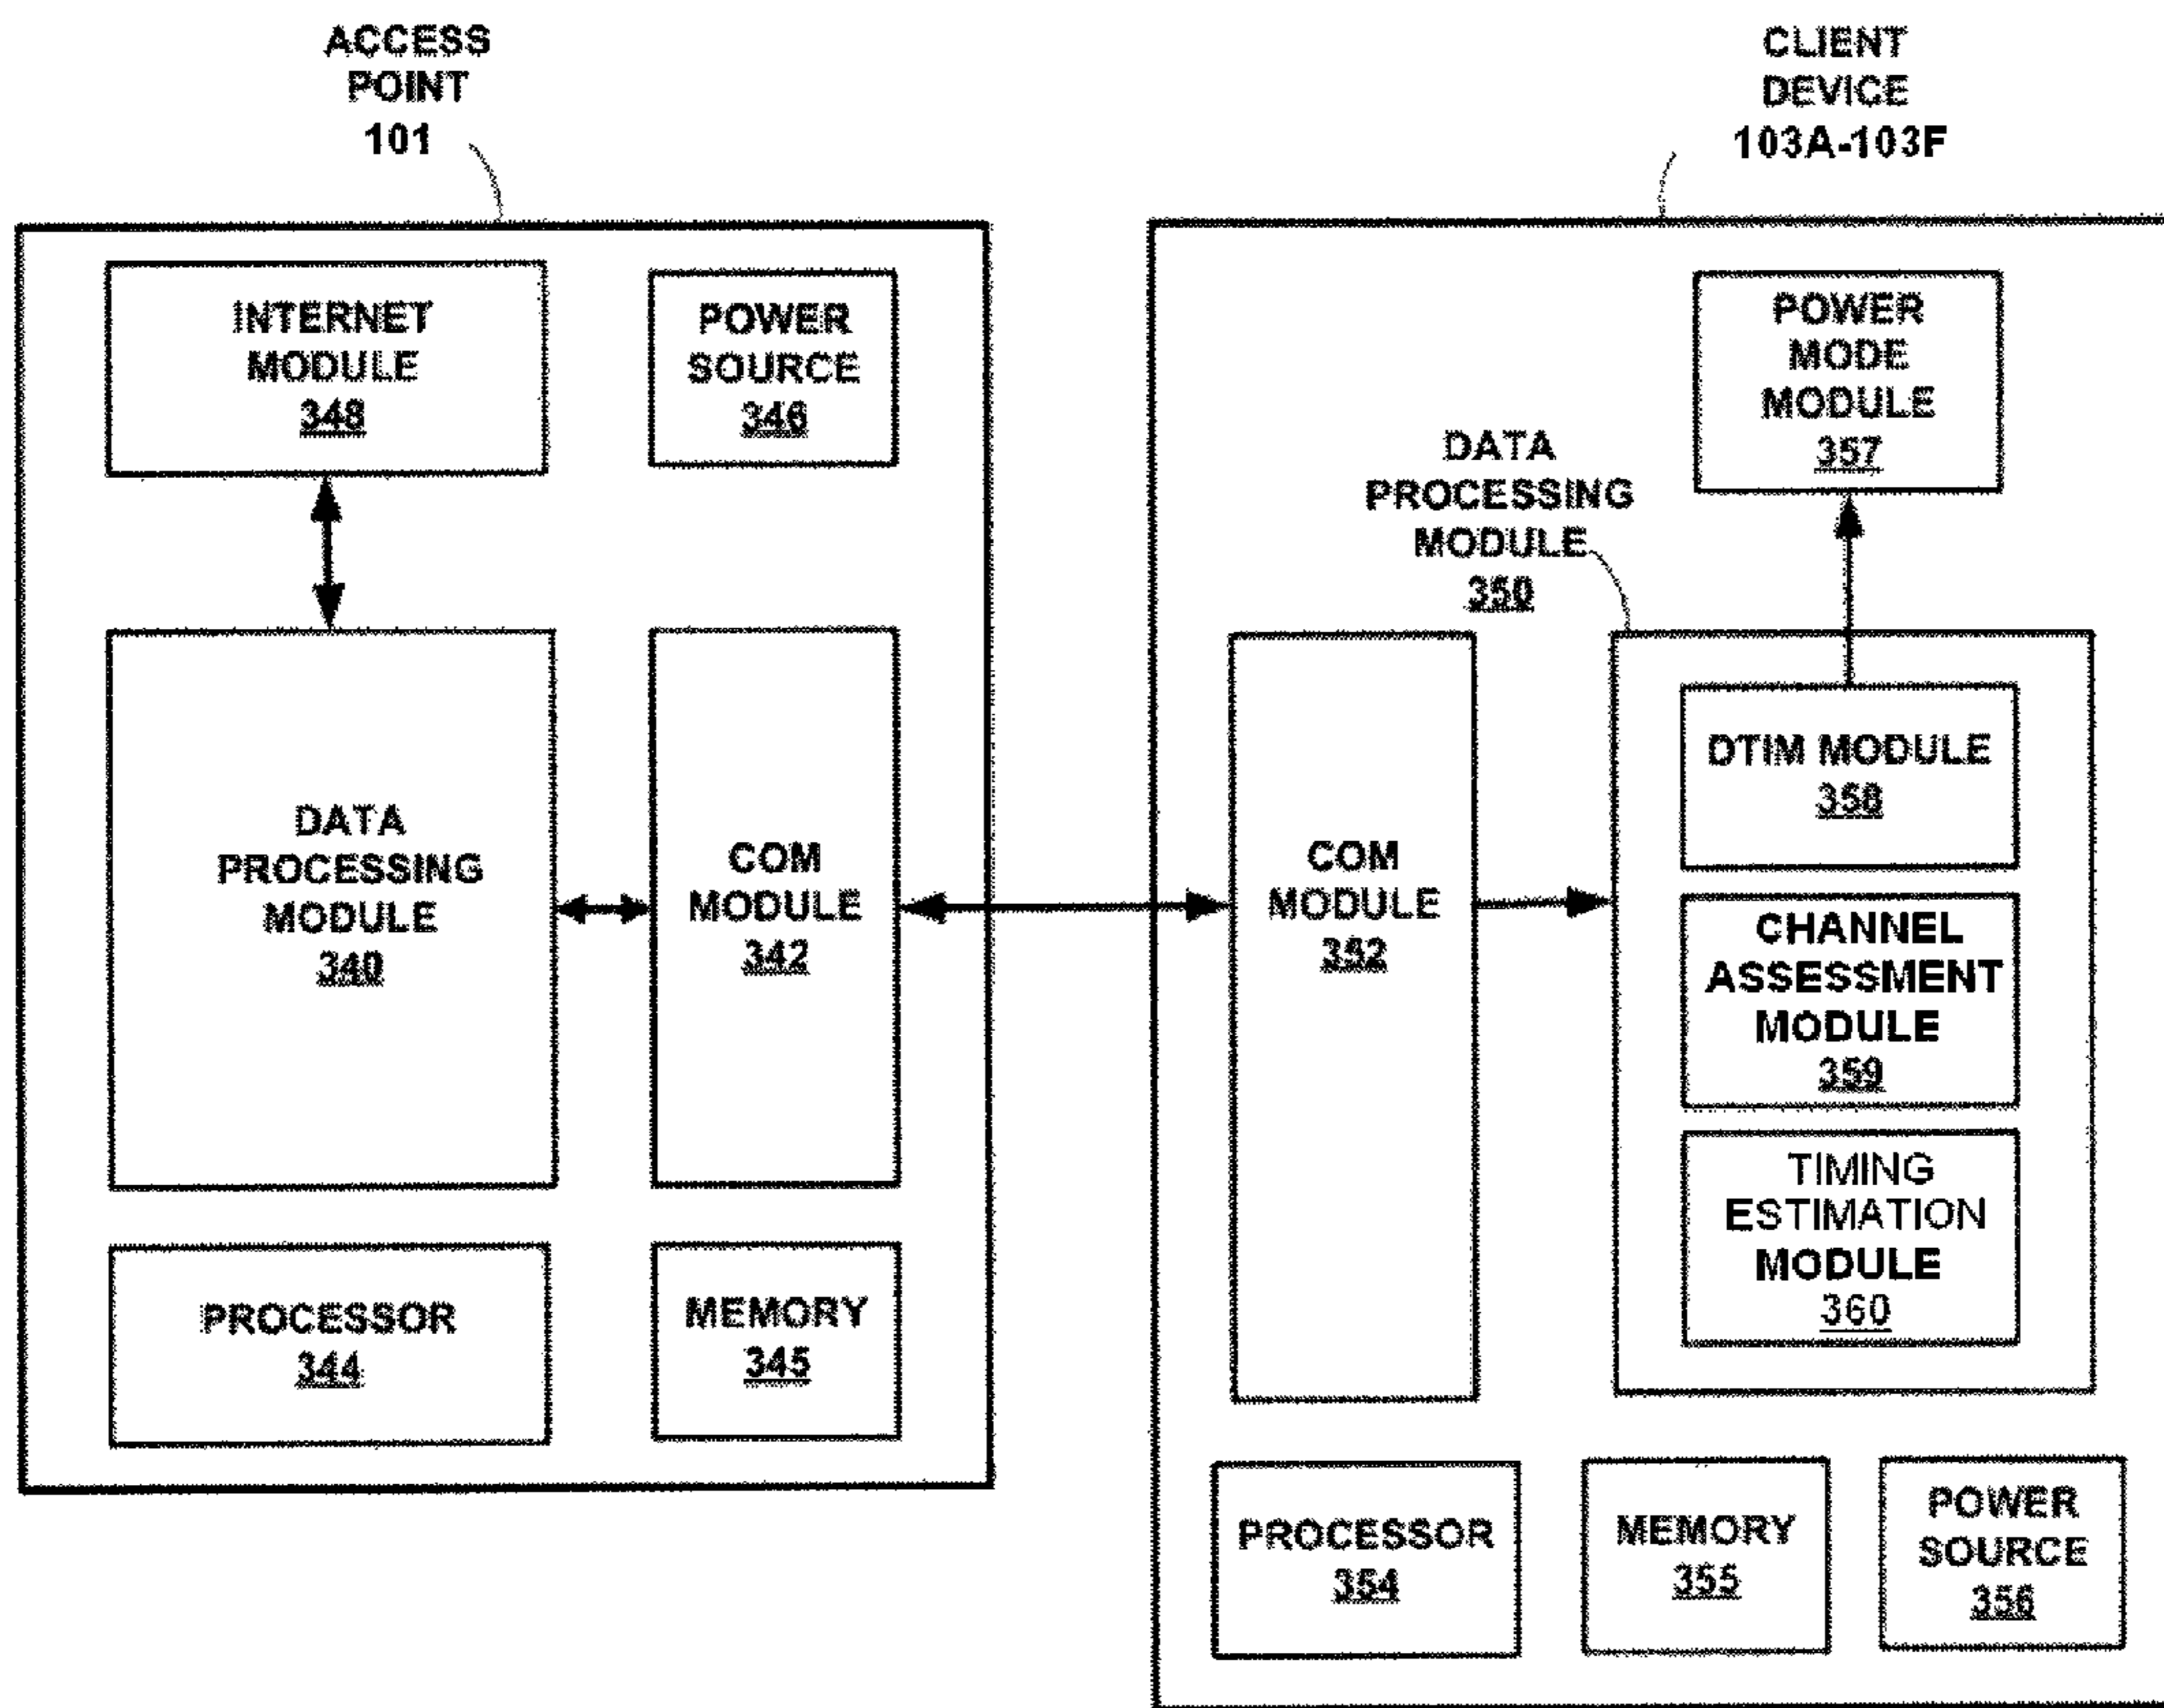 ACCESS
POINT
101
INTERNET
MODULE
348
POWER
SOURCE
346
DATA
PROCESSING
MODULE
340
COM
MODULE
342
PROCESSOR
344
MEMORY
345
CLIENT
DEVICE
103A-103F
POWER
MODE
MODULE
357
DATA
PROCESSING
MODULE
350
COM
MODULE
352
DTIM MODULE
358
CHANNEL
ASSESSMENT
MODULE
359
TIMING
ESTIMATION
MODULE
360
PROCESSOR
354
MEMORY
355
POWER
SOURCE
356